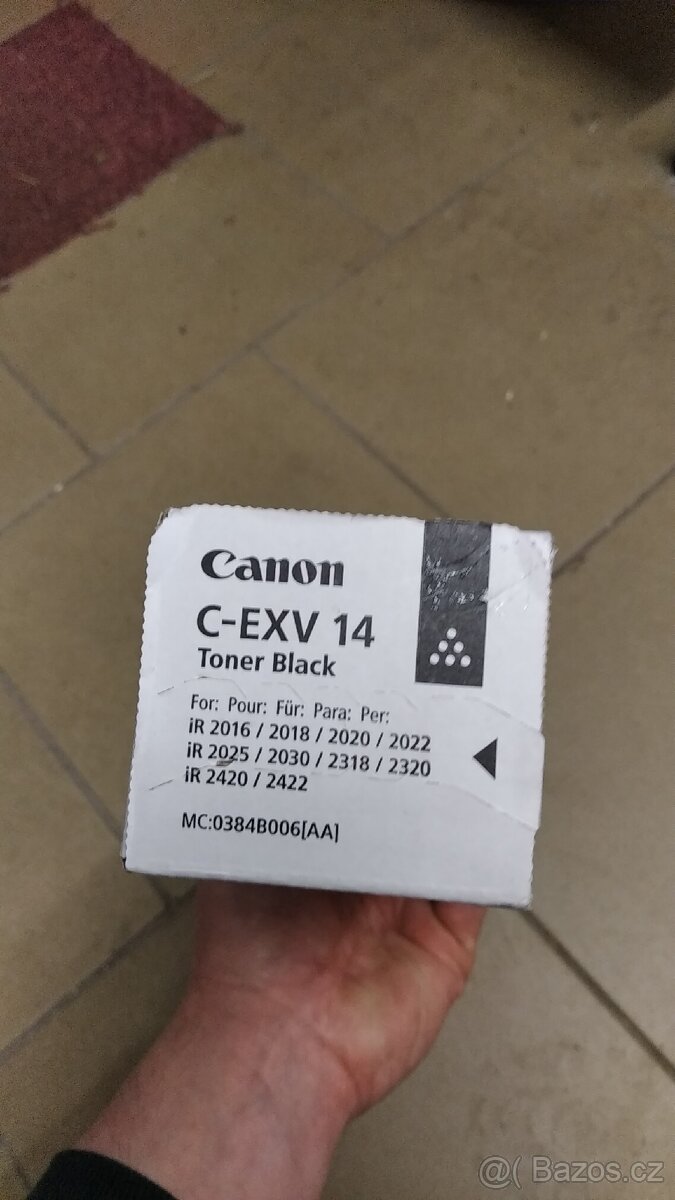 Canon
C-EXV 14
Toner Black
For: Pour: Für: Para: Per:
iR 2016 / 2018 / 2020 / 2022
iR 2025 / 2030 / 2318 / 2320
iR 2420 / 2422
MC:0384B006[AA]
@( Bazos.cz